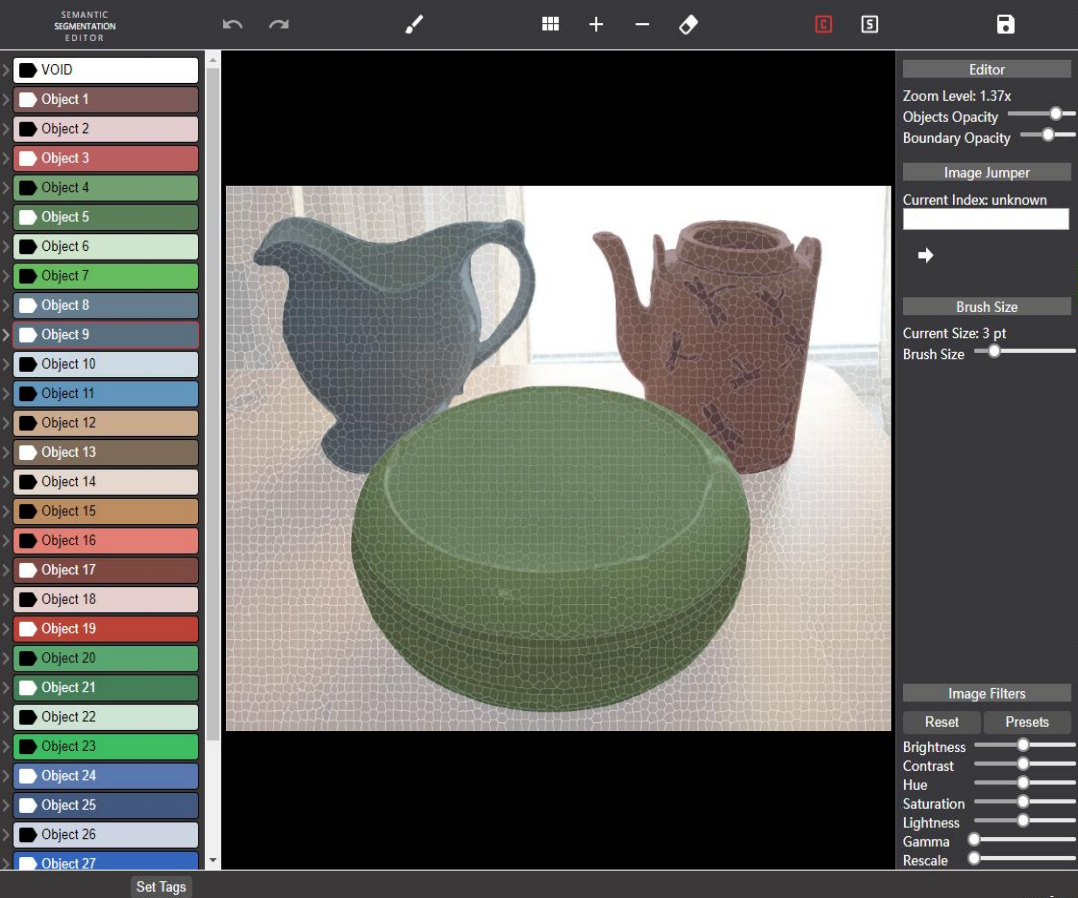 SEMANTIC
SEGMENTATION
EDITOR
C
S
VOID
Object 1
Object 2
Object 3
Object 4
Object 5
Object 6
Object 7
Object 8
Object 9
Object 10
Object 11
Object 12
Object 13
Object 14
Object 15
Object 16
Object 17
Object 18
Object 19
Object 20
Object 21
Object 22
Object 23
Object 24
Object 25
Object 26
Object 27
Set Tags
Editor
Zoom Level: 1.37x
Objects Opacity
Boundary Opacity
Image Jumper
Current Index: unknown
Brush Size
Current Size: 3 pt
Brush Size
Image Filters
Reset Presets
Brightness
Contrast
Hue
Saturation
Lightness
Gamma
Rescale